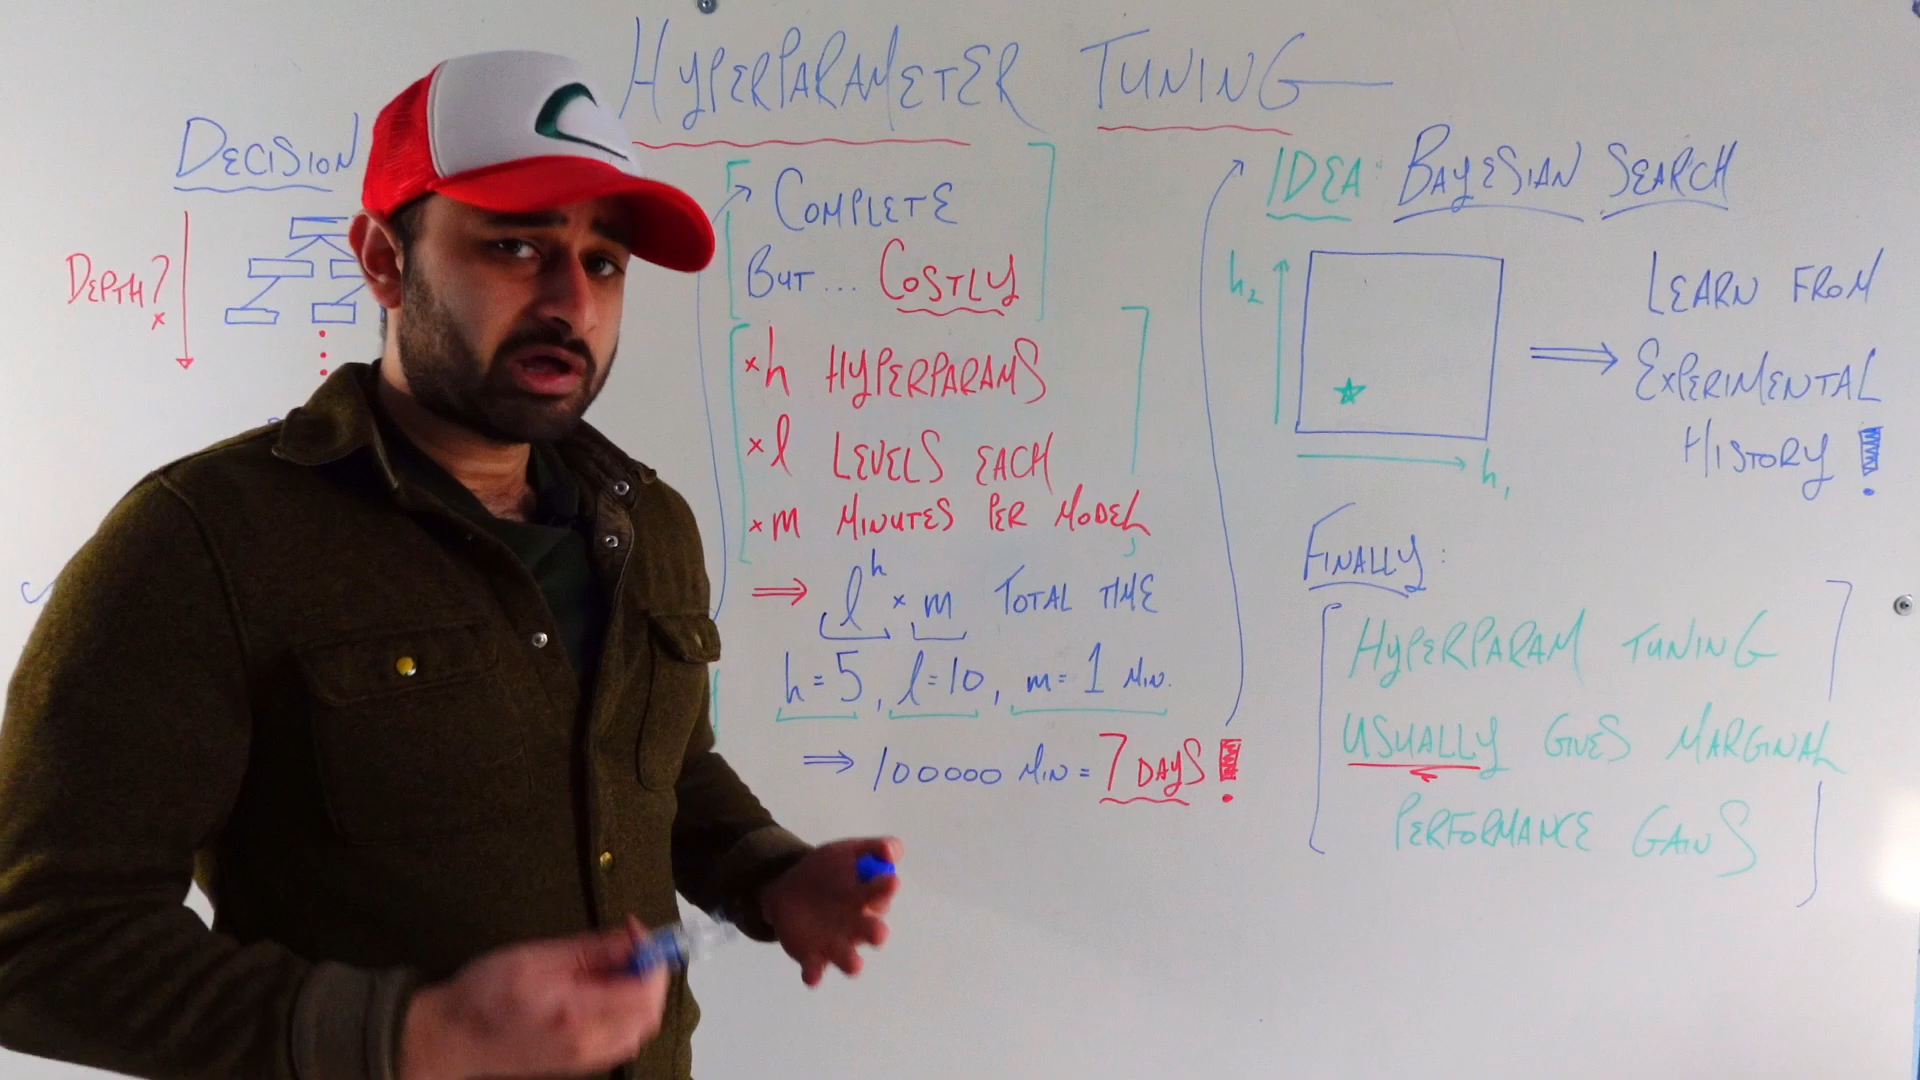 HYPERPARAMETER TUNING
DECISION
DEPTH?
COMPLETE
BUT... COSTLY
× h HYPERPARAMS
× l LEVELS EACH
× m MINUTES PER MODEL
⇒ l^h × m TOTAL TIME
h = 5, l = 10, m = 1 MIN.
⇒ 100000 MIN = 7 DAYS!
IDEA: BAYESIAN SEARCH
h₂
h₁
⇒ LEARN FROM
EXPERIMENTAL
HISTORY!
FINALLY:
HYPERPARAM TUNING
USUALLY GIVES MARGINAL
PERFORMANCE GAINS